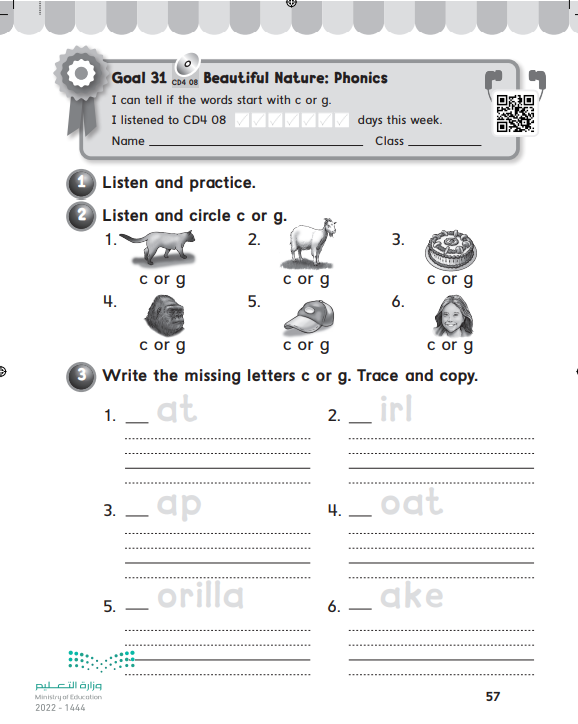 Goal 31 CD4 08 Beautiful Nature: Phonics
I can tell if the words start with c or g.
I listened to CD4 08 days this week.
Name Class
1 Listen and practice.
2 Listen and circle c or g.
1. 2. 3.
c or g c or g c or g
4. 5. 6.
c or g c or g c or g
3 Write the missing letters c or g. Trace and copy.
1. __ at 2. __ irl
3. __ ap 4. __ oat
5. __ orilla 6. __ ake
وزارة التعليم
Ministry of Education
2022 - 1444
57